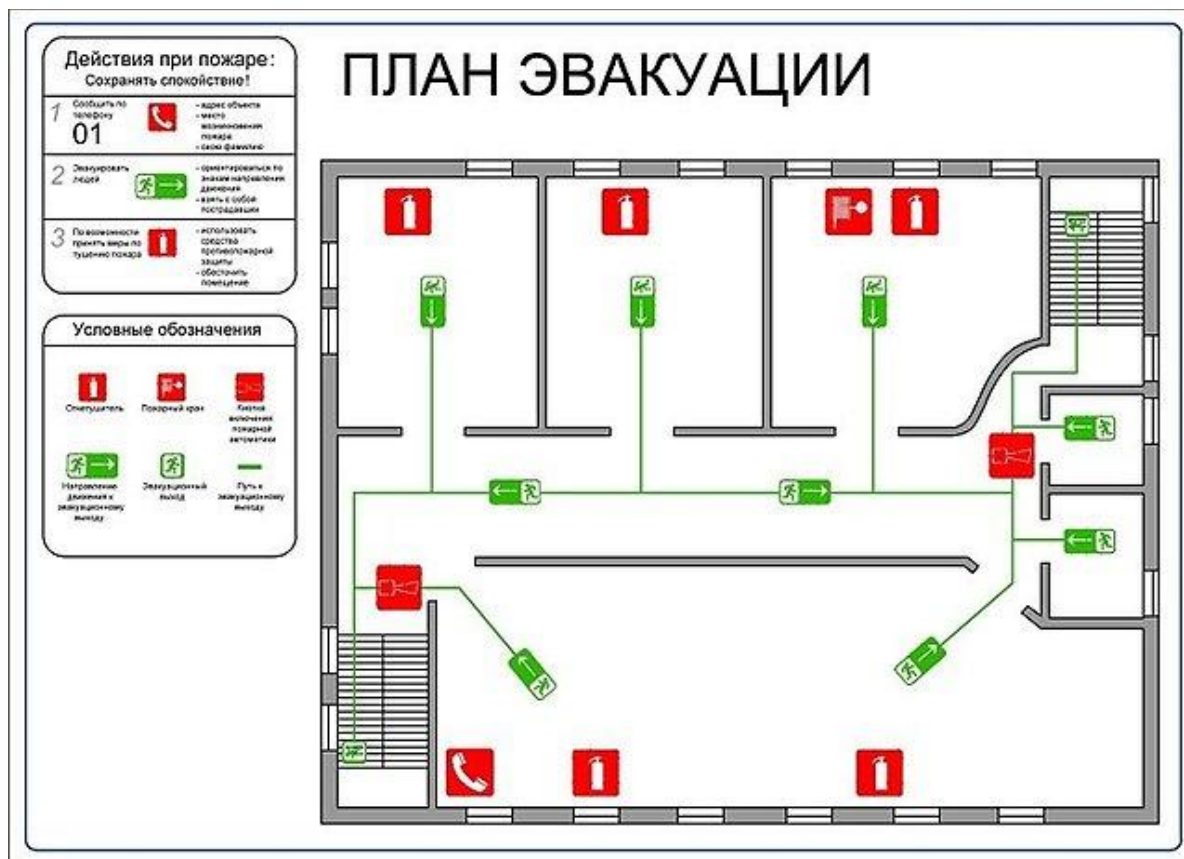 ПЛАН ЭВАКУАЦИИ
Действия при пожаре:
Сохранять спокойствие!
1
Сообщить по
телефону
01
- адрес объекта
- место
возникновения
пожара
- свою фамилию
2
Эвакуировать
людей
- ориентироваться по
знакам направления
движения
- взять с собой
пострадавших
3
По возможности
принять меры по
тушению пожара
- использовать
средства
противопожарной
защиты
- обесточить
помещение
Условные обозначения
Огнетушитель
Пожарный кран
Кнопка
включения
пожарной
автоматики
Направление
движения к
эвакуационному
выходу
Эвакуационный
выход
Путь к
эвакуационному
выходу